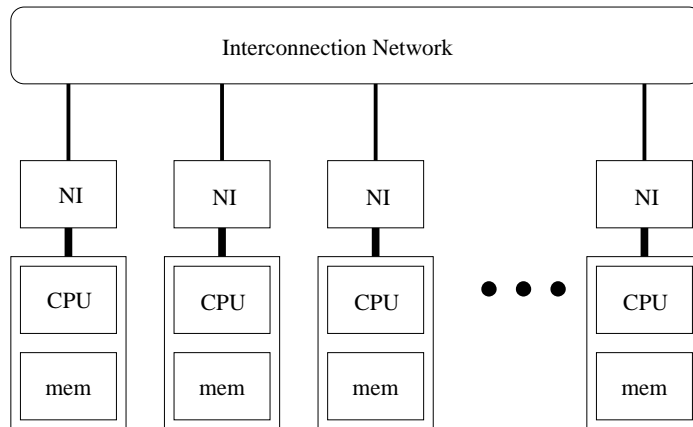 Interconnection Network
NI NI NI NI
CPU CPU CPU CPU
mem mem mem mem